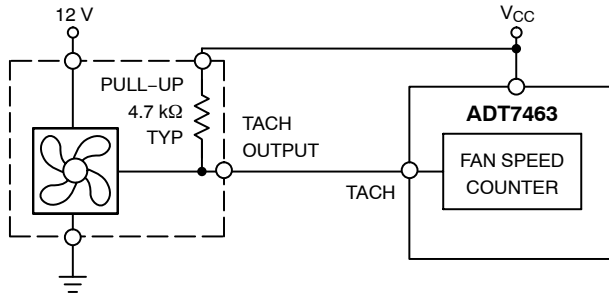 12 V
VCC
PULL–UP
4.7 kΩ
TYP
TACH
OUTPUT
TACH
ADT7463
FAN SPEED
COUNTER